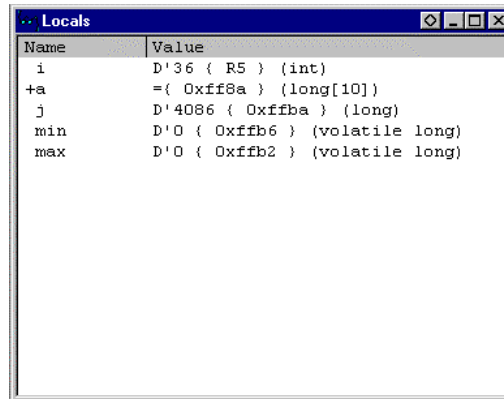 Locals
Name Value
i D'36 { R5 } (int)
+a ={ 0xff8a } (long[10])
j D'4086 { 0xffba } (long)
min D'0 { 0xffb6 } (volatile long)
max D'0 { 0xffb2 } (volatile long)